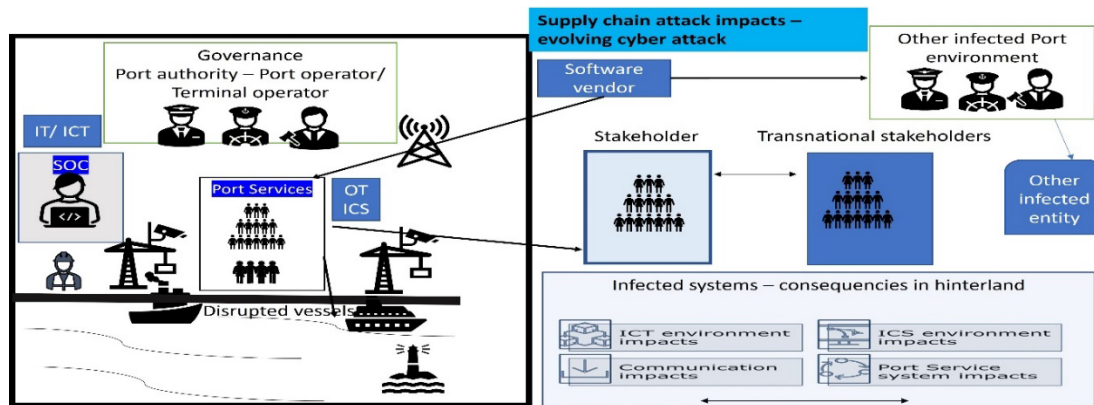 Supply chain attack impacts –
evolving cyber attack
Governance
Port authority – Port operator/
Terminal operator
IT/ ICT
SOC
Port Services
OT
ICS
Disrupted vessels
Software
vendor
Other infected Port
environment
Stakeholder
Transnational stakeholders
Other
infected
entity
Infected systems – consequencies in hinterland
ICT environment
impacts
ICS environment
impacts
Communication
impacts
Port Service
system impacts